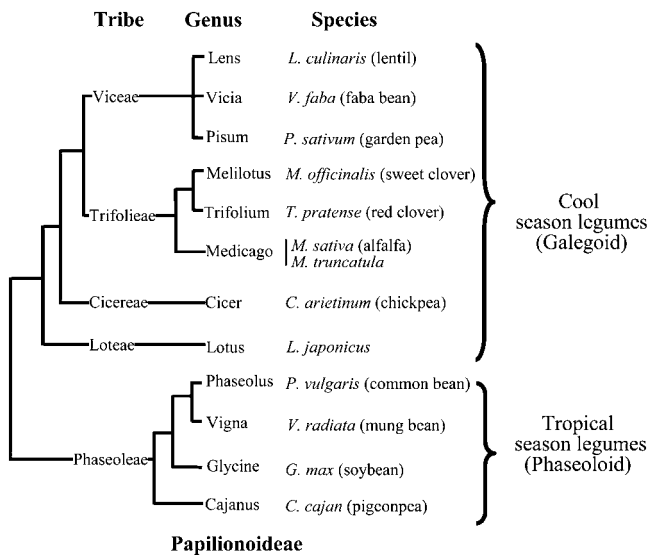 Tribe Genus Species
Lens L. culinaris (lentil)
Viceae Vicia V. faba (faba bean)
Pisum P. sativum (garden pea)
Melilotus M. officinalis (sweet clover)
Trifolieae Trifolium T. pratense (red clover)
Medicago M. sativa (alfalfa)
M. truncatula
Cicereae Cicer C. arietinum (chickpea)
Loteae Lotus L. japonicus
Cool
season legumes
(Galegoid)
Phaseolus P. vulgaris (common bean)
Vigna V. radiata (mung bean)
Phaseoleae Glycine G. max (soybean)
Cajanus C. cajan (pigeonpea)
Tropical
season legumes
(Phaseoloid)
Papilionoideae